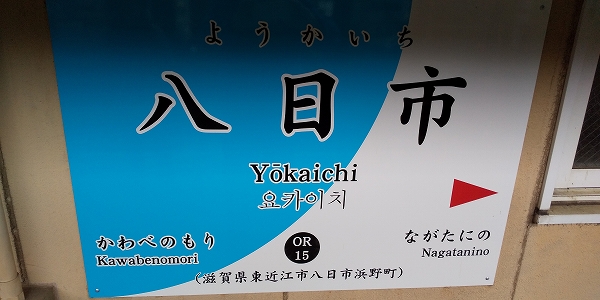 ようかいち
八日市
Yōkaichi
요카이치
かわべのもり
Kawabenomori
OR
15
ながたにの
Nagatanino
(滋賀県東近江市八日市浜野町)